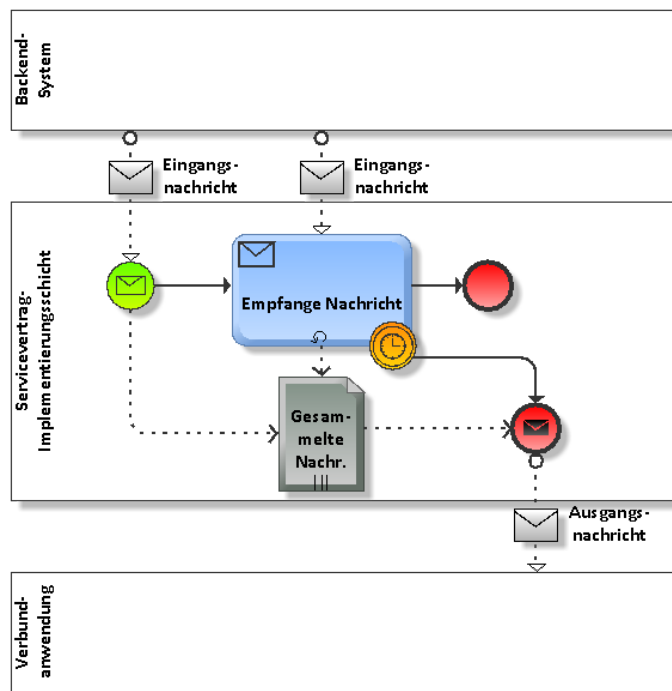 Backend-
System
Eingangs-
nachricht
Eingangs-
nachricht
Servicevertrag-
Implementierungsschicht
Empfange Nachricht
Gesam-
melte
Nachr.
Ausgangs-
nachricht
Verbund-
anwendung